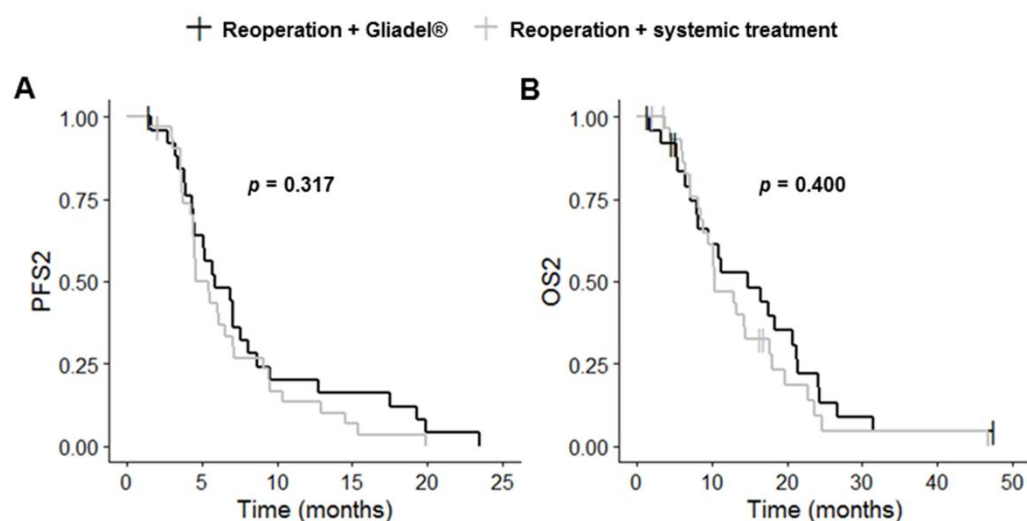 Reoperation + Gliadel® Reoperation + systemic treatment
A
B
1.00
0.75
0.50
0.25
0.00
PFS2
p = 0.317
0 5 10 15 20 25
Time (months)
1.00
0.75
0.50
0.25
0.00
OS2
p = 0.400
0 10 20 30 40 50
Time (months)